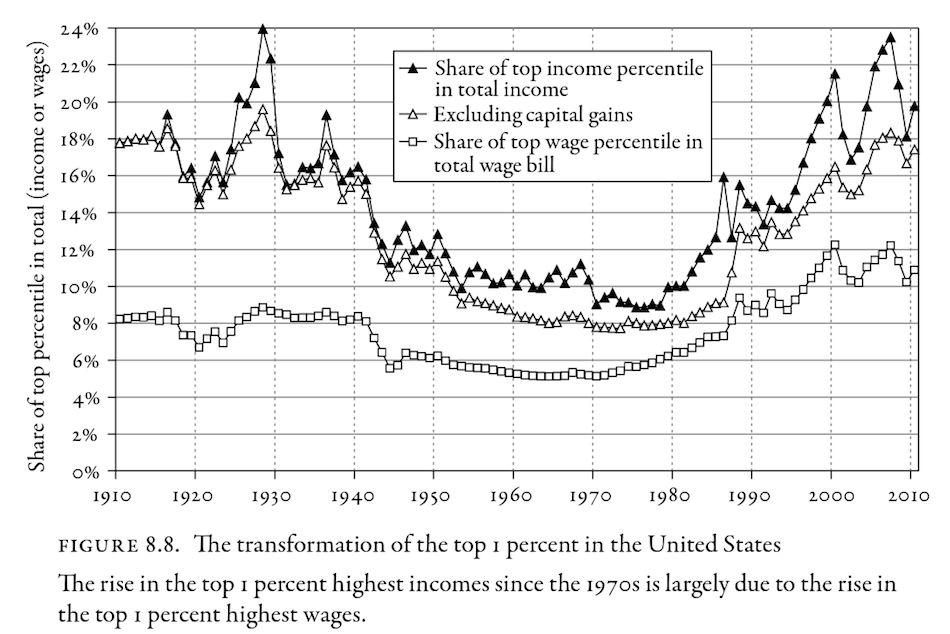 Share of top percentile in total (income or wages)
24%
22%
20%
18%
16%
14%
12%
10%
8%
6%
4%
2%
0%
Share of top income percentile
in total income
Excluding capital gains
Share of top wage percentile in
total wage bill
1910 1920 1930 1940 1950 1960 1970 1980 1990 2000 2010
FIGURE 8.8. The transformation of the top 1 percent in the United States
The rise in the top 1 percent highest incomes since the 1970s is largely due to the rise in
the top 1 percent highest wages.